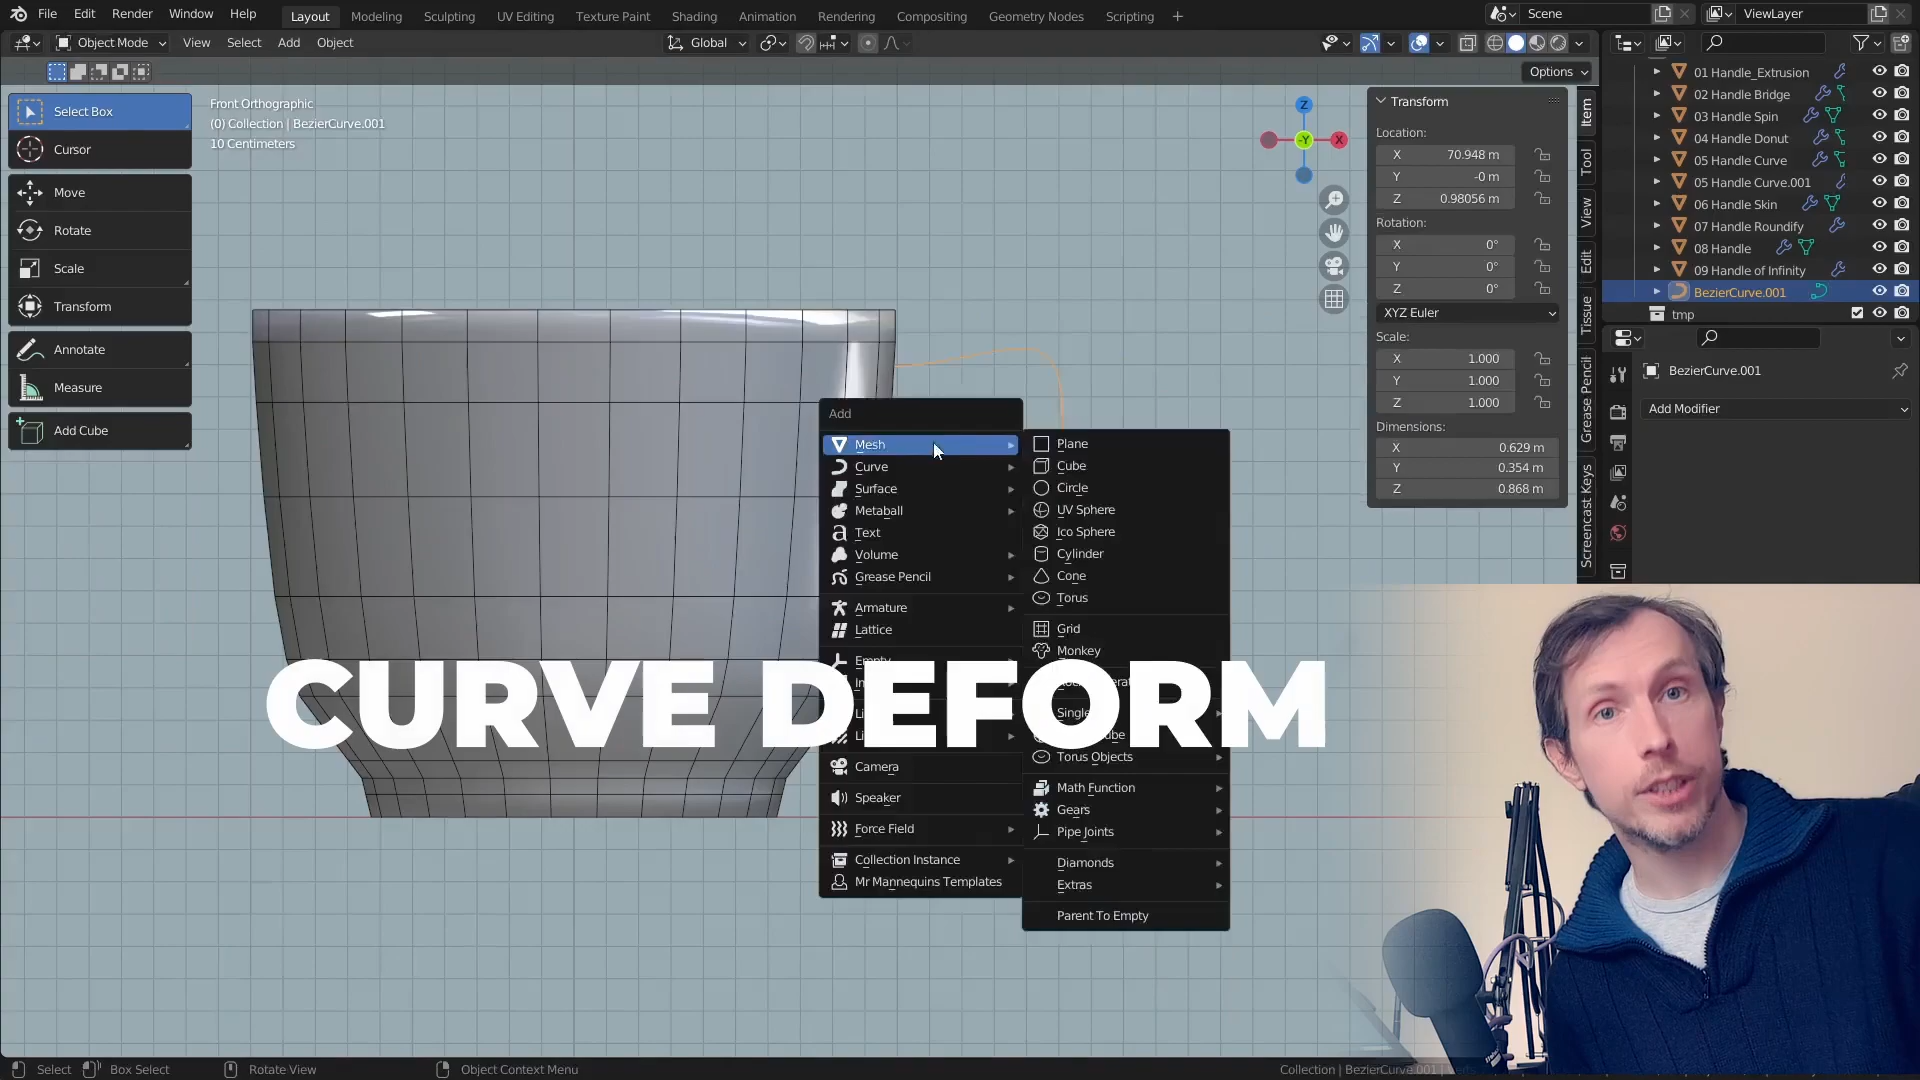 File Edit Render Window Help Layout Modeling Sculpting UV Editing Texture Paint Shading Animation Rendering Compositing Geometry Nodes Scripting + Scene ViewLayer
Object Mode View Select Add Object Global
Options
Select Box
Cursor
Move
Rotate
Scale
Transform
Annotate
Measure
Add Cube
Front Orthographic
(0) Collection | BezierCurve.001
10 Centimeters
Z
-Y
X
Add
Mesh
Curve
Surface
Metaball
Text
Volume
Grease Pencil
Armature
Lattice
Empty
Camera
Speaker
Force Field
Collection Instance
Mr Mannequins Templates
Plane
Cube
Circle
UV Sphere
Ico Sphere
Cylinder
Cone
Torus
Grid
Monkey
Single
Torus Objects
Math Function
Gears
Pipe Joints
Diamonds
Extras
Parent To Empty
CURVE DEFORM
Transform
Location:
X 70.948 m
Y -0 m
Z 0.98056 m
Rotation:
X 0°
Y 0°
Z 0°
XYZ Euler
Scale:
X 1.000
Y 1.000
Z 1.000
Dimensions:
X 0.629 m
Y 0.354 m
Z 0.868 m
Item
Tool
View
Edit
Tissue
Grease Pencil
Screencast Keys
01 Handle_Extrusion
02 Handle Bridge
03 Handle Spin
04 Handle Donut
05 Handle Curve
05 Handle Curve.001
06 Handle Skin
07 Handle Roundify
08 Handle
09 Handle of Infinity
BezierCurve.001
tmp
BezierCurve.001
Add Modifier
Select Box Select Rotate View Object Context Menu Collection | BezierCurve.001 |